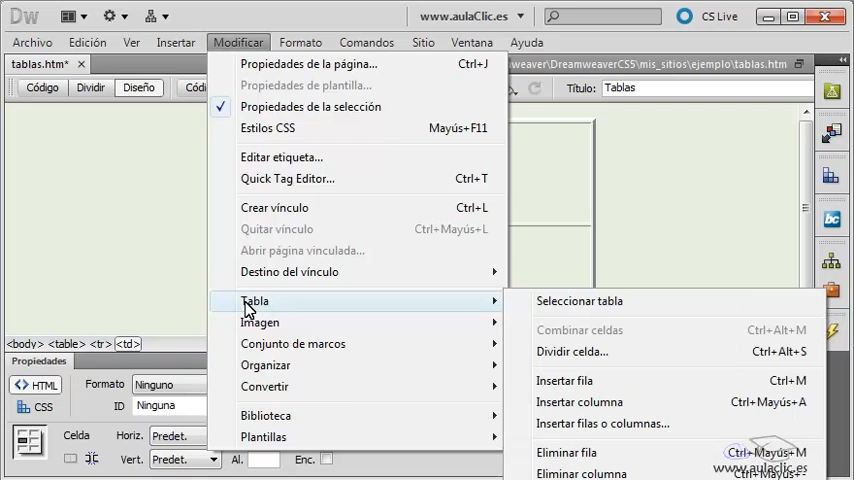 Dw
www.aulaClic.es
CS Live
Archivo Edición Ver Insertar Modificar Formato Comandos Sitio Ventana Ayuda
tablas.htm*
Propiedades de la página... Ctrl+J
mweaver\DreamweaverCS5\mis_sitios\ejemplo\tablas.htm
Código Dividir Diseño Códi
Propiedades de plantilla...
Título: Tablas
Propiedades de la selección
Estilos CSS Mayús+F11
Editar etiqueta...
Quick Tag Editor... Ctrl+T
Crear vínculo Ctrl+L
Quitar vínculo Ctrl+Mayús+L
Abrir página vinculada...
Destino del vínculo
Tabla
Imagen
Conjunto de marcos
Organizar
Convertir
Biblioteca
Plantillas
Seleccionar tabla
Combinar celdas Ctrl+Alt+M
Dividir celda... Ctrl+Alt+S
Insertar fila Ctrl+M
Insertar columna Ctrl+Mayús+A
Insertar filas o columnas...
Eliminar fila Ctrl+Mayús+M
Eliminar columna Ctrl+Mayús+-
bc
<body> <table> <tr> <td>
Propiedades
<> HTML Formato Ninguno
CSS ID Ninguna
Celda Horiz. Predet.
Vert. Predet. Al. Enc.
www.aulaclic.es